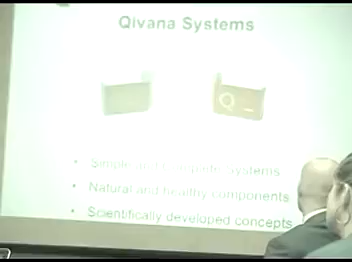 Qivana Systems
Q
• Simple systems
• Natural and healthy components
• Scientifically developed concepts